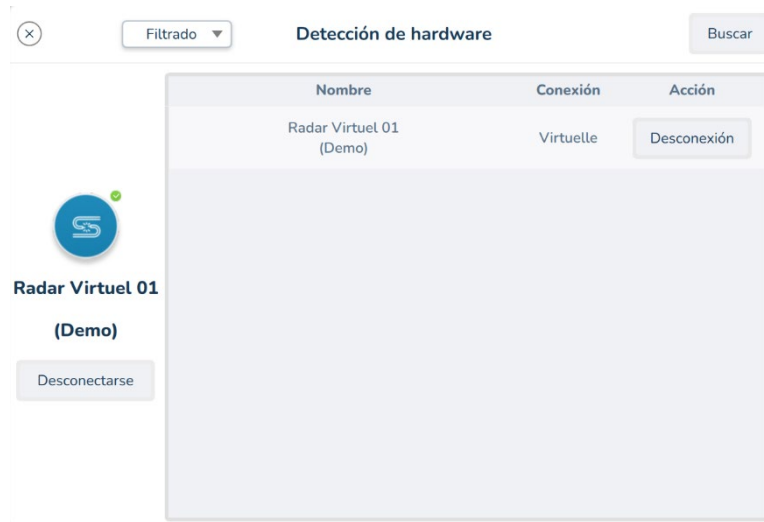 Filtrado
Detección de hardware
Buscar
Nombre
Conexión
Acción
Radar Virtuel 01
(Demo)
Virtuelle
Desconexión
Radar Virtuel 01
(Demo)
Desconectarse